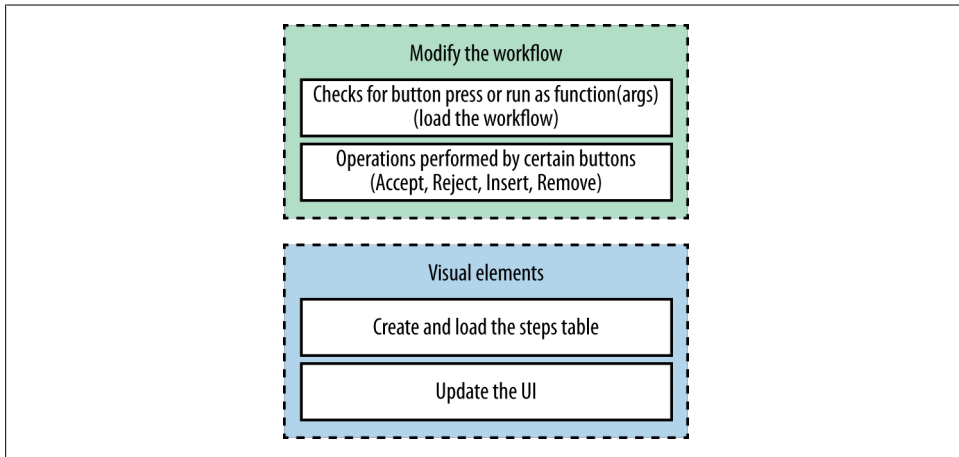 Modify the workflow
Checks for button press or run as function(args)
(load the workflow)
Operations performed by certain buttons
(Accept, Reject, Insert, Remove)
Visual elements
Create and load the steps table
Update the UI